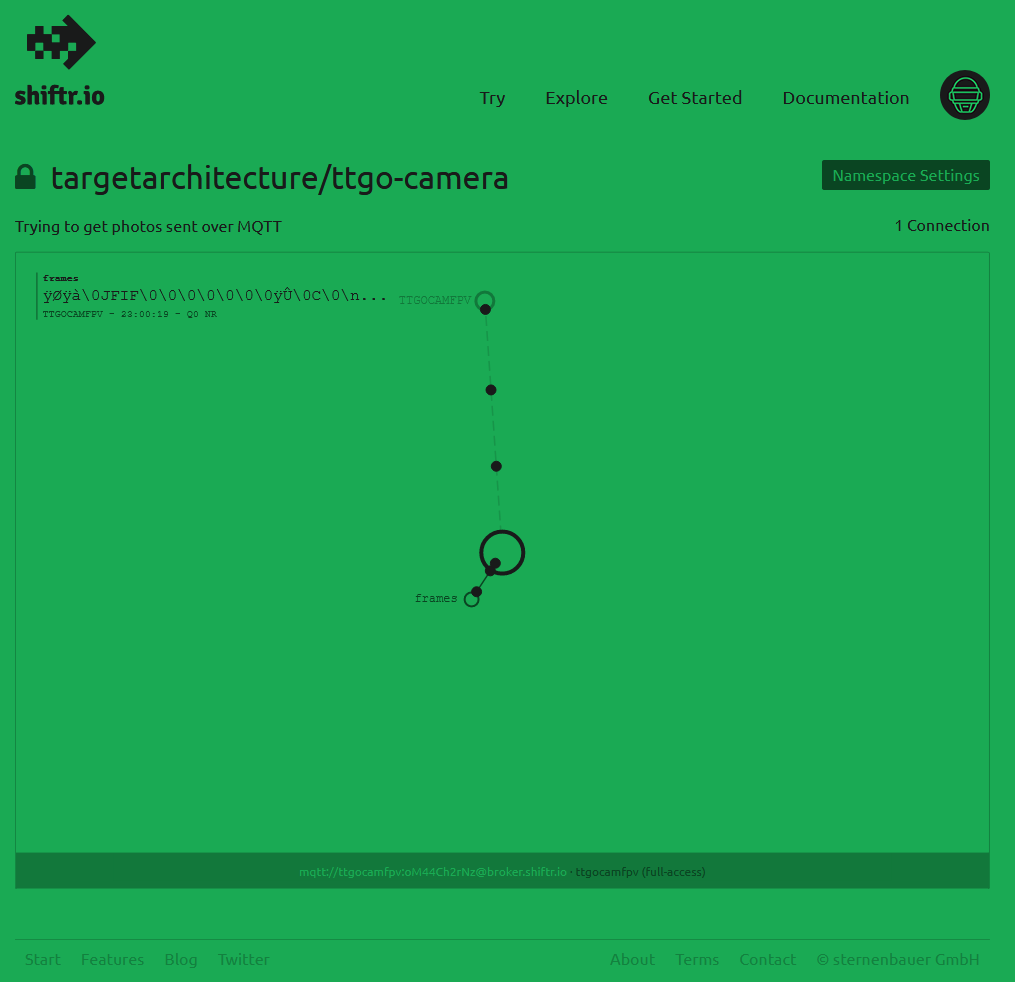 shiftr.io
Try Explore Get Started Documentation
targetarchitecture/ttgo-camera
Namespace Settings
Trying to get photos sent over MQTT
1 Connection
frames
ÿØÿà\0JFIF\0\0\0\0\0\0\0ÿÛ\0C\0\n...
TTGOCAMFPV - 23:00:19 - Q0 NR
TTGOCAMFPV
frames
mqtt://ttgocamfpv:oM44Ch2rNz@broker.shiftr.io · ttgocamfpv (full-access)
Start Features Blog Twitter About Terms Contact © sternenbauer GmbH